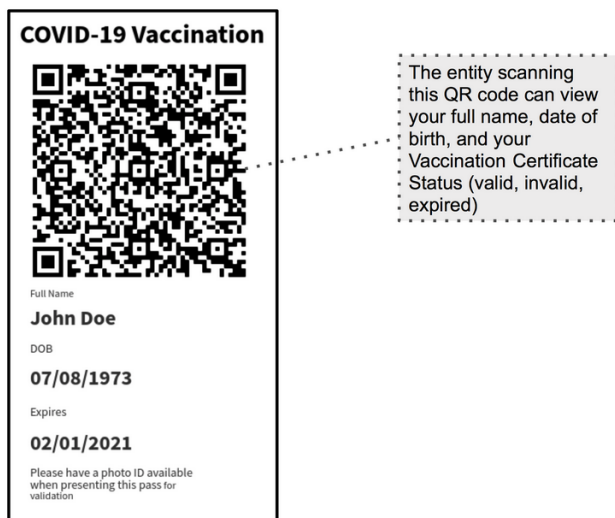 COVID-19 Vaccination
Full Name
John Doe
DOB
07/08/1973
Expires
02/01/2021
Please have a photo ID available
when presenting this pass for
validation
The entity scanning
this QR code can view
your full name, date of
birth, and your
Vaccination Certificate
Status (valid, invalid,
expired)